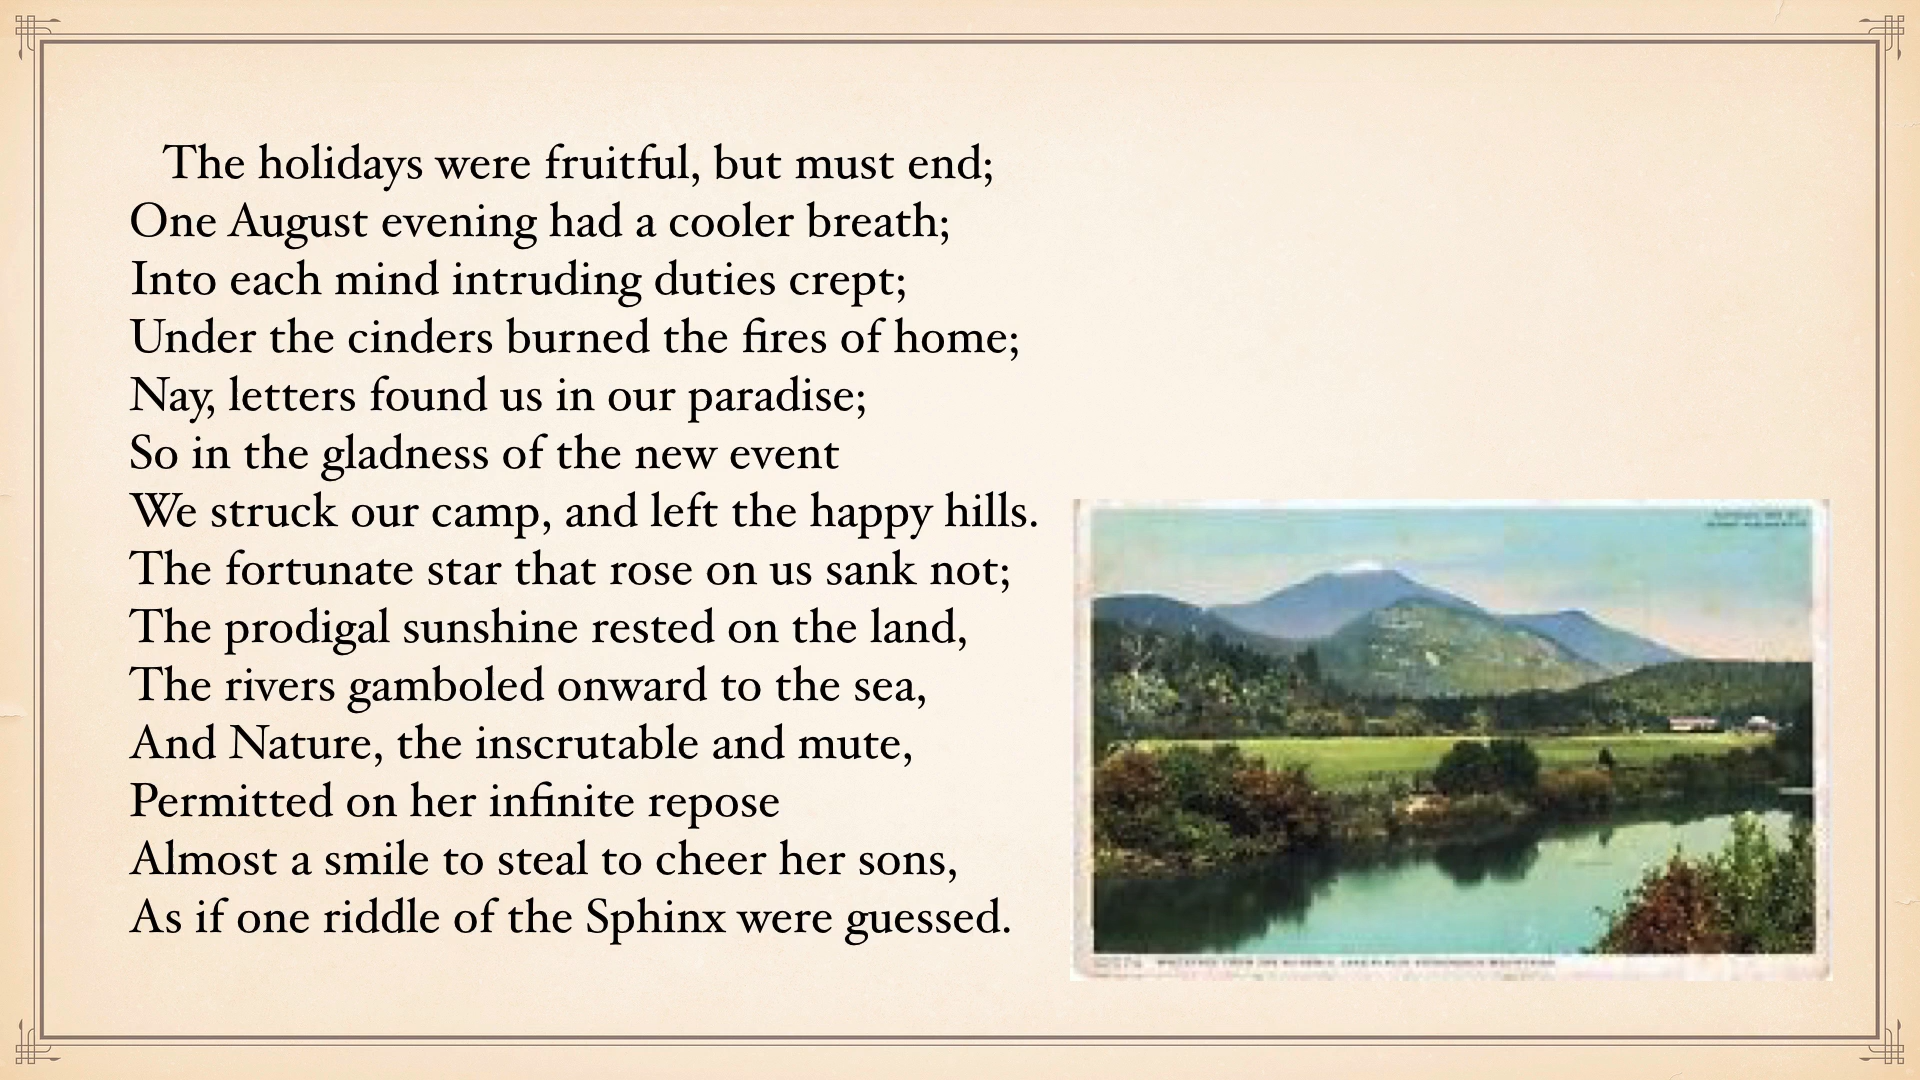 The holidays were fruitful, but must end;
One August evening had a cooler breath;
Into each mind intruding duties crept;
Under the cinders burned the fires of home;
Nay, letters found us in our paradise;
So in the gladness of the new event
We struck our camp, and left the happy hills.
The fortunate star that rose on us sank not;
The prodigal sunshine rested on the land,
The rivers gamboled onward to the sea,
And Nature, the inscrutable and mute,
Permitted on her infinite repose
Almost a smile to steal to cheer her sons,
As if one riddle of the Sphinx were guessed.